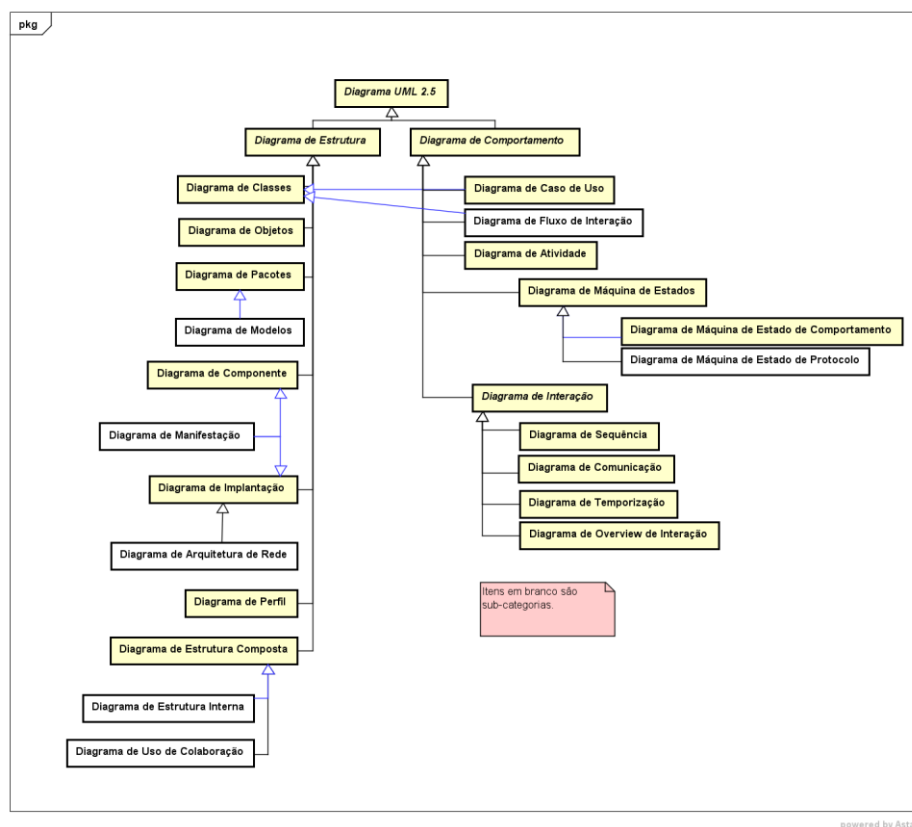 pkg
Diagrama UML 2.5
Diagrama de Estrutura
Diagrama de Comportamento
Diagrama de Classes
Diagrama de Objetos
Diagrama de Pacotes
Diagrama de Modelos
Diagrama de Componente
Diagrama de Manifestação
Diagrama de Implantação
Diagrama de Arquitetura de Rede
Diagrama de Perfil
Diagrama de Estrutura Composta
Diagrama de Estrutura Interna
Diagrama de Uso de Colaboração
Diagrama de Caso de Uso
Diagrama de Fluxo de Interação
Diagrama de Atividade
Diagrama de Máquina de Estados
Diagrama de Máquina de Estado de Comportamento
Diagrama de Máquina de Estado de Protocolo
Diagrama de Interação
Diagrama de Sequência
Diagrama de Comunicação
Diagrama de Temporização
Diagrama de Overview de Interação
Itens em branco são
sub-categorias.
powered by Asta